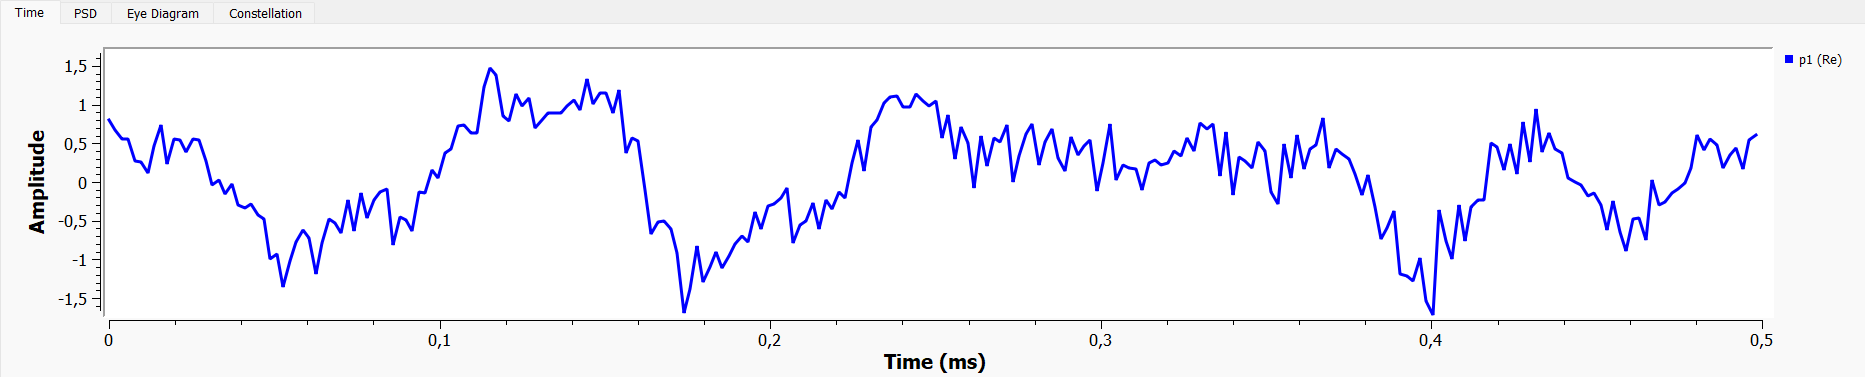 Time PSD Eye Diagram Constellation
p1 (Re)
Amplitude
1,5
1
0,5
0
-0,5
-1
-1,5
0 0,1 0,2 0,3 0,4 0,5
Time (ms)